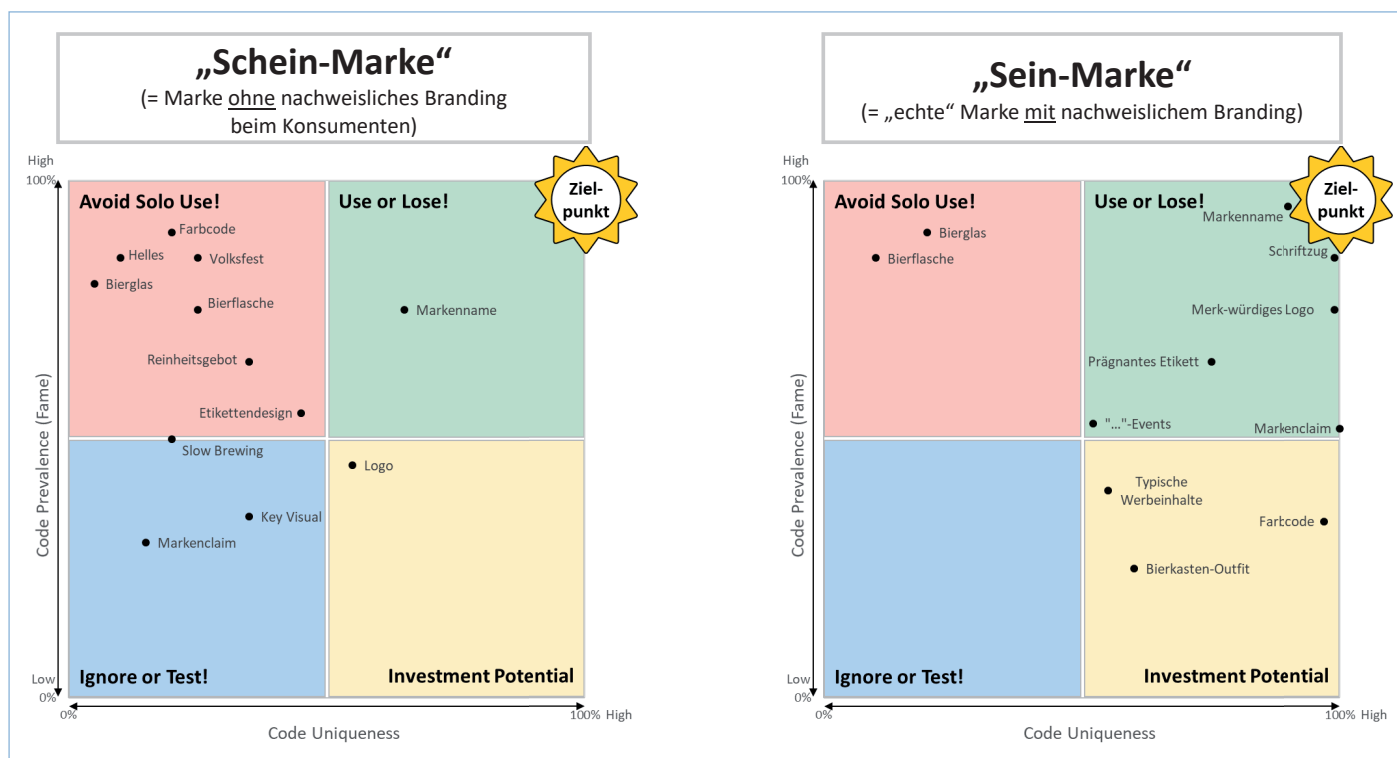 „Schein-Marke“
(= Marke ohne nachweisliches Branding
beim Konsumenten)
High
100%
Avoid Solo Use!
Use or Lose!
Ziel-
punkt
Farbcode
Helles
Volksfest
Bierglas
Bierflasche
Markenname
Reinheitsgebot
Etikettendesign
Slow Brewing
Logo
Key Visual
Markenclaim
Code Prevalence (Fame)
Ignore or Test!
Investment Potential
Low
0%
0%
100% High
Code Uniqueness
„Sein-Marke“
(= „echte“ Marke mit nachweislichem Branding)
High
100%
Avoid Solo Use!
Use or Lose!
Ziel-
punkt
Markenname
Bierglas
Bierflasche
Schriftzug
Merk-würdiges Logo
Prägnantes Etikett
"..."-Events
Markenclaim
Typische
Werbeinhalte
Farbcode
Bierkasten-Outfit
Code Prevalence (Fame)
Ignore or Test!
Investment Potential
Low
0%
0%
100% High
Code Uniqueness